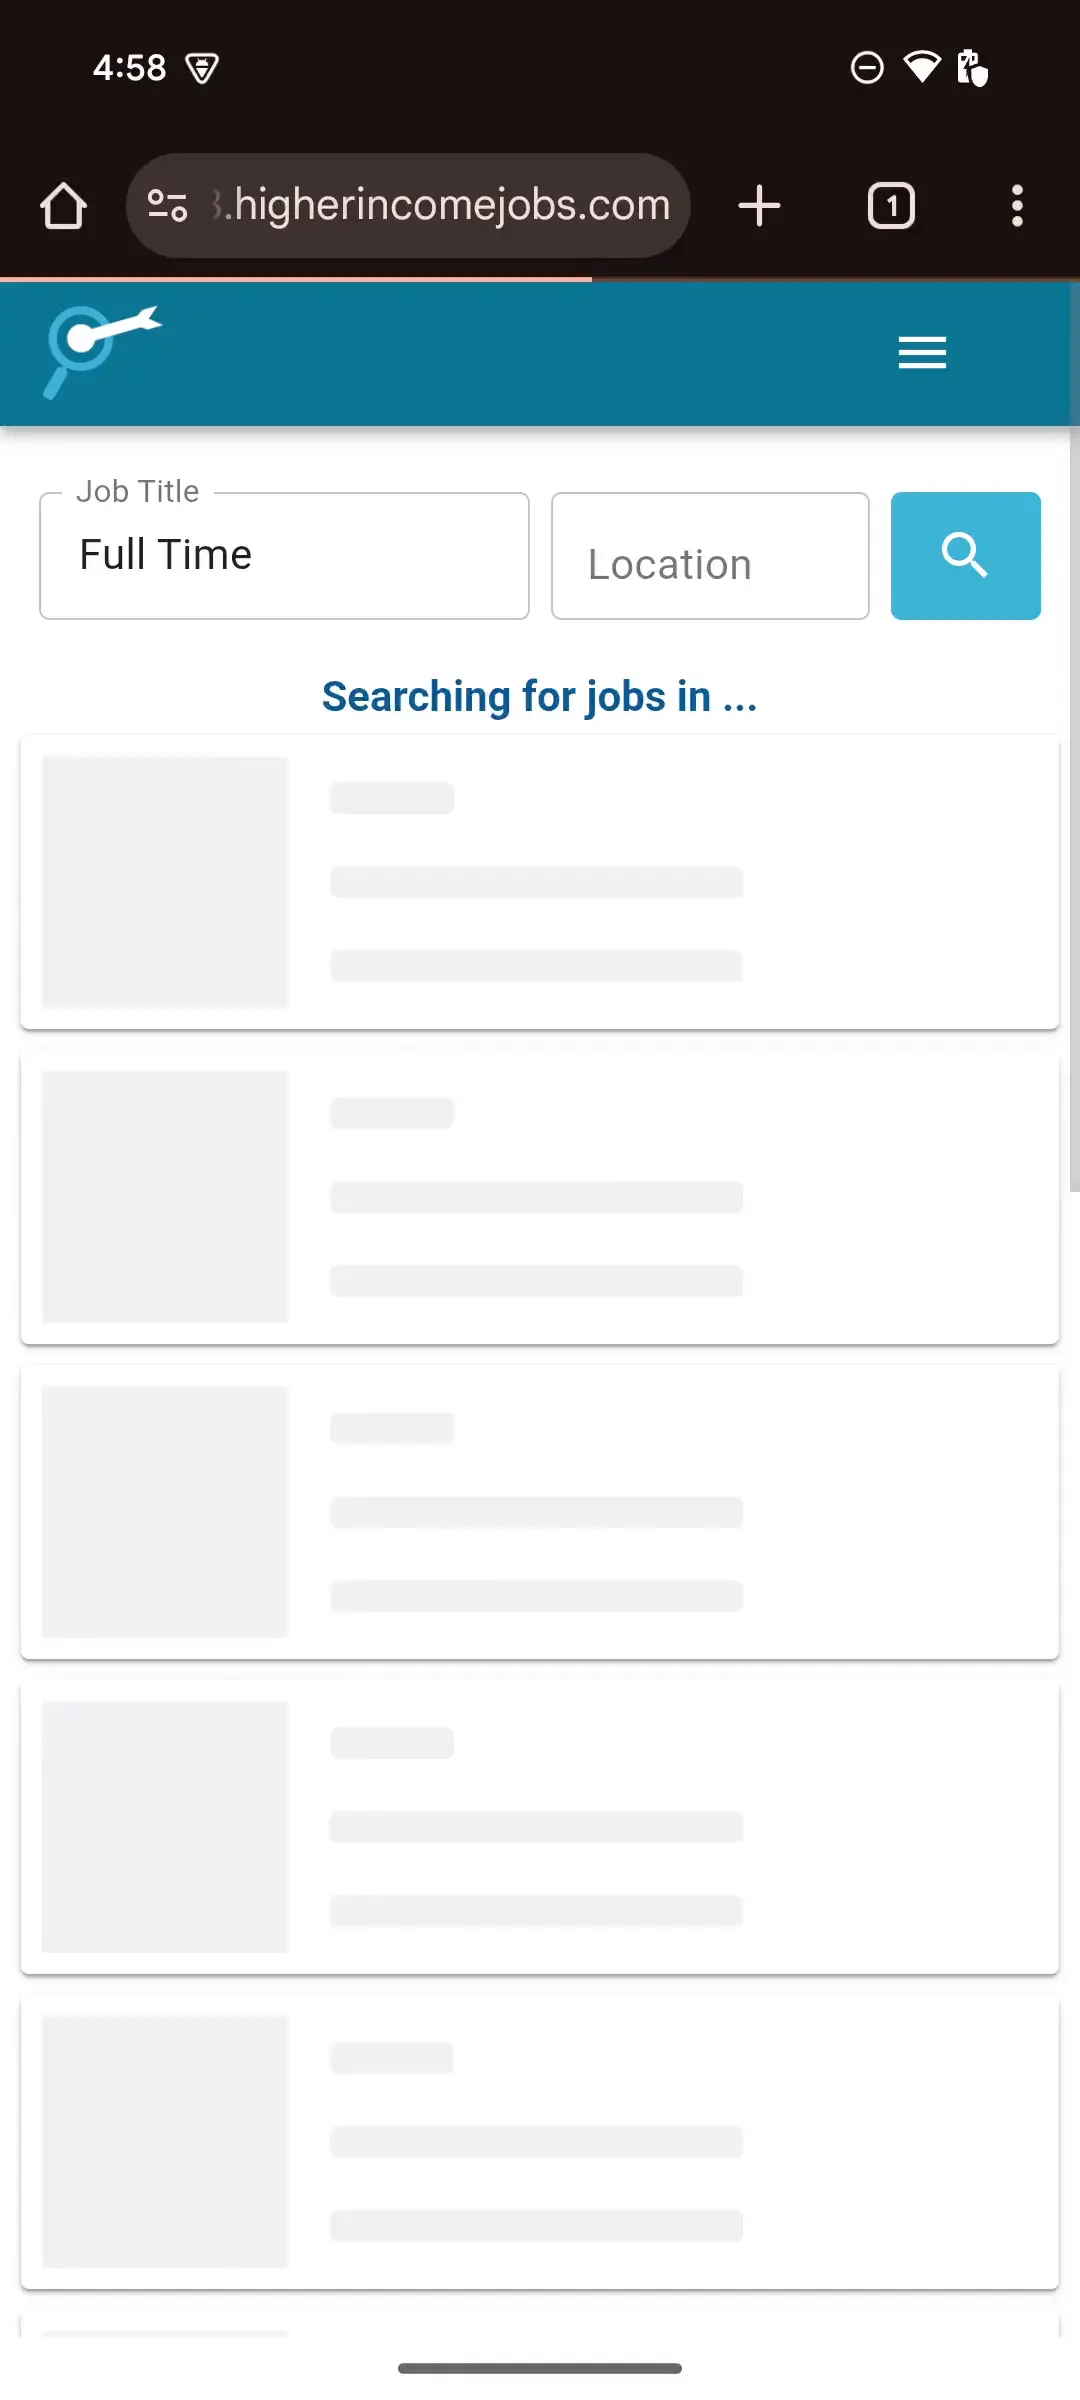 4:58
.higherincomejobs.com
1
Job Title
Full Time
Location
Searching for jobs in ...